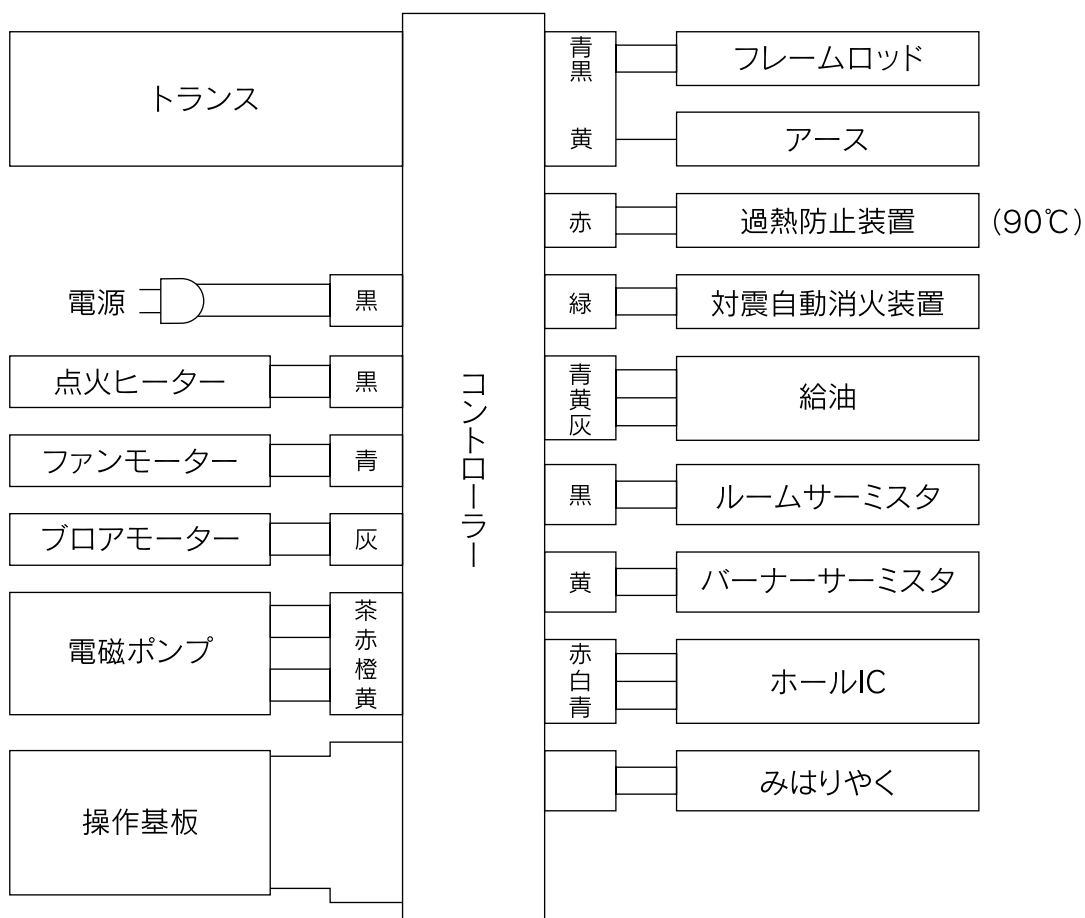 トランス
電源
黒
点火ヒーター
黒
ファンモーター
青
ブロアモーター
灰
電磁ポンプ
茶
赤
橙
黄
操作基板
コントローラー
青
黒
フレームロッド
黄
アース
赤
過熱防止装置
(90℃)
緑
対震自動消火装置
青
黄
灰
給油
黒
ルームサーミスタ
黄
バーナーサーミスタ
赤
白
青
ホールIC
みはりやく